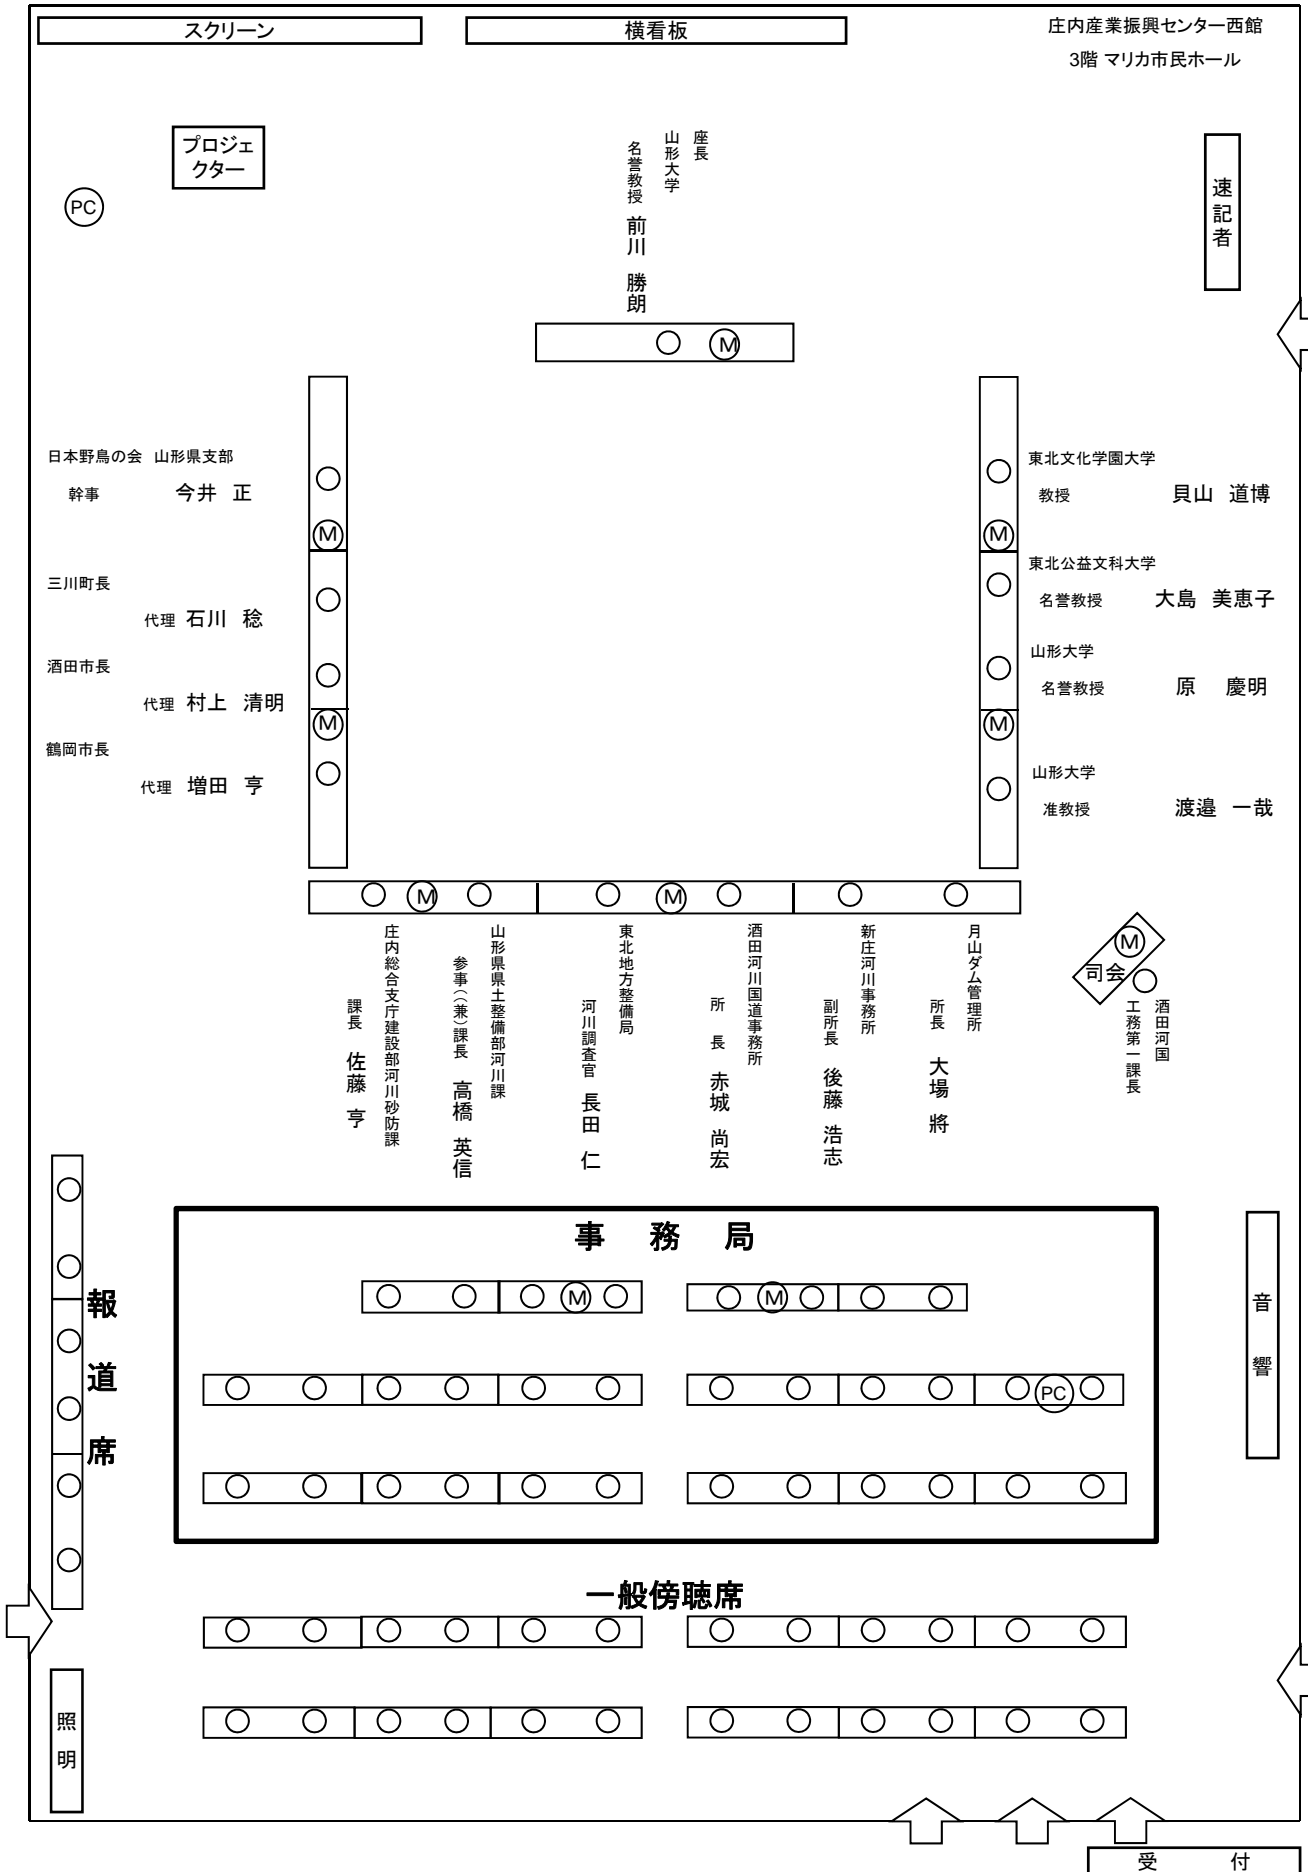 スクリーン
横看板
庄内産業振興センター西館
3階 マリカ市民ホール
プロジェ
クター
PC
座長
山形大学
名誉教授 前川 勝朗
速記者
M
日本野鳥の会 山形県支部
幹事 今井 正
M
三川町長
代理 石川 稔
酒田市長
代理 村上 清明
M
鶴岡市長
代理 増田 亨
東北文化学園大学
教授 貝山 道博
M
東北公益文科大学
名誉教授 大島 美恵子
山形大学
名誉教授 原 慶明
M
山形大学
准教授 渡邉 一哉
M
M
庄内総合支庁建設部河川砂防課
課長 佐藤 亨
山形県県土整備部河川課
参事((兼)課長 高橋 英信
東北地方整備局
河川調査官 長田 仁
酒田河川国道事務所
所 長 赤城 尚宏
新庄河川事務所
副所長 後藤 浩志
月山ダム管理所
所長 大場 將
M
司会
酒田河国
工務第一課長
報道席
事 務 局
M
M
PC
音響
一般傍聴席
照明
受 付